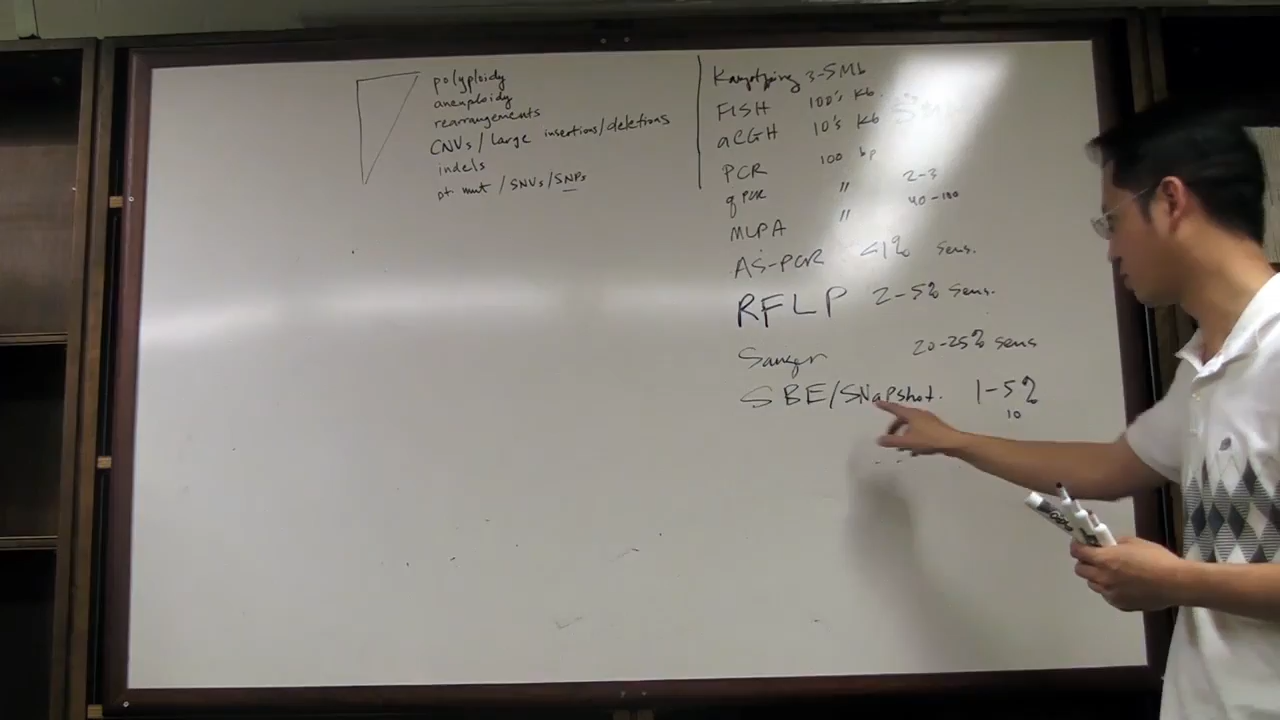 polyploidy
aneuploidy
rearrangements
CNVs / large insertions/deletions
indels
pt mut / SNVs / SNPs
Karyotyping 3-5Mb
FISH 100's Kb.
aCGH 10's Kb
PCR 100 bp
qPCR " 2-3
MLPA " 40-100
AS-PCR <1% sens.
RFLP 2-5% sens.
Sanger 20-25% sens
SBE/SNapshot. 1-5%
10